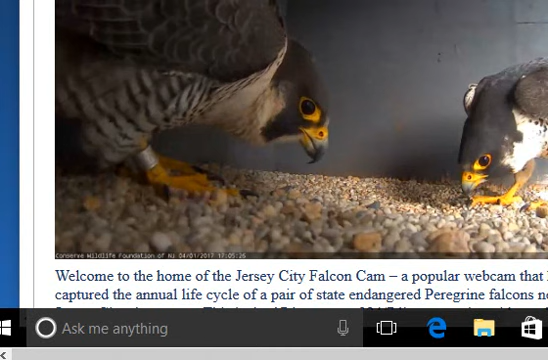 Conserve Wildlife Foundation of NJ 04/01/2017 17:05:26
Welcome to the home of the Jersey City Falcon Cam – a popular webcam that
captured the annual life cycle of a pair of state endangered Peregrine falcons
Ask me anything